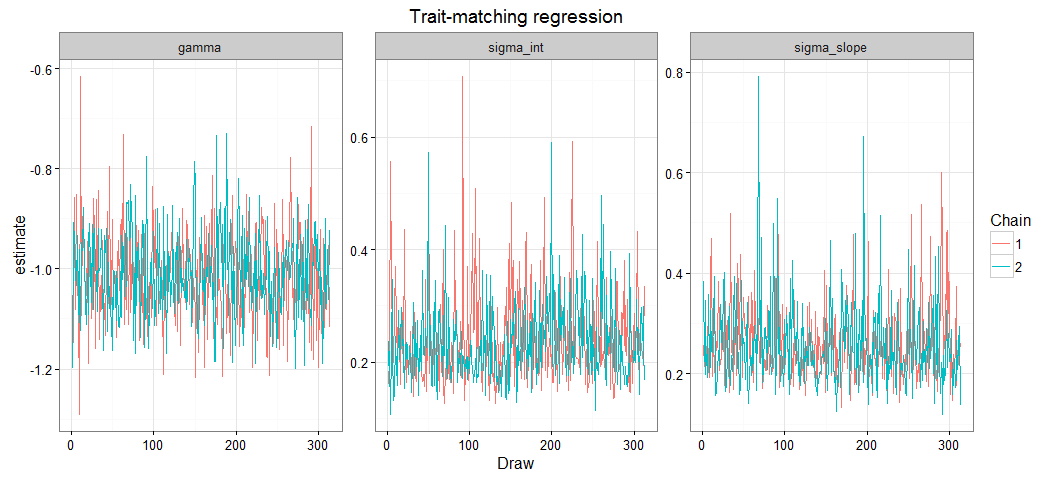 Trait-matching regression
gamma
sigma_int
sigma_slope
estimate
-0.6
-0.8
-1.0
-1.2
0.6
0.4
0.2
0.8
0.6
0.4
0.2
0 100 200 300
0 100 200 300
0 100 200 300
Draw
Chain
1
2